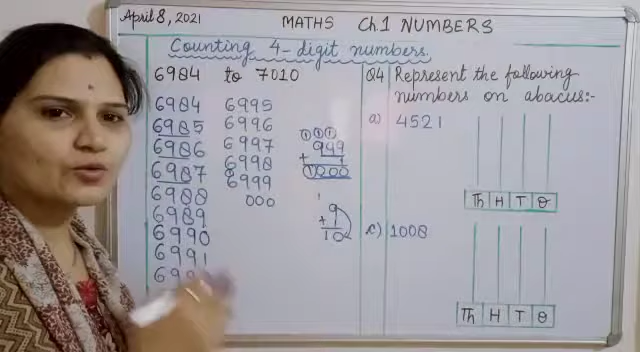 April 8, 2021
MATHS Ch.1 NUMBERS
Counting 4-digit numbers.
6984 to 7010
6984
6985
6986
6987
6988
6989
6990
6991
6995
6996
6997
6998
6999
000
1 1 1
+ 1
1000
9
+
10
Q4 Represent the following
numbers on abacus:-
a) 4521
Th H T O
c) 1008
Th H T O